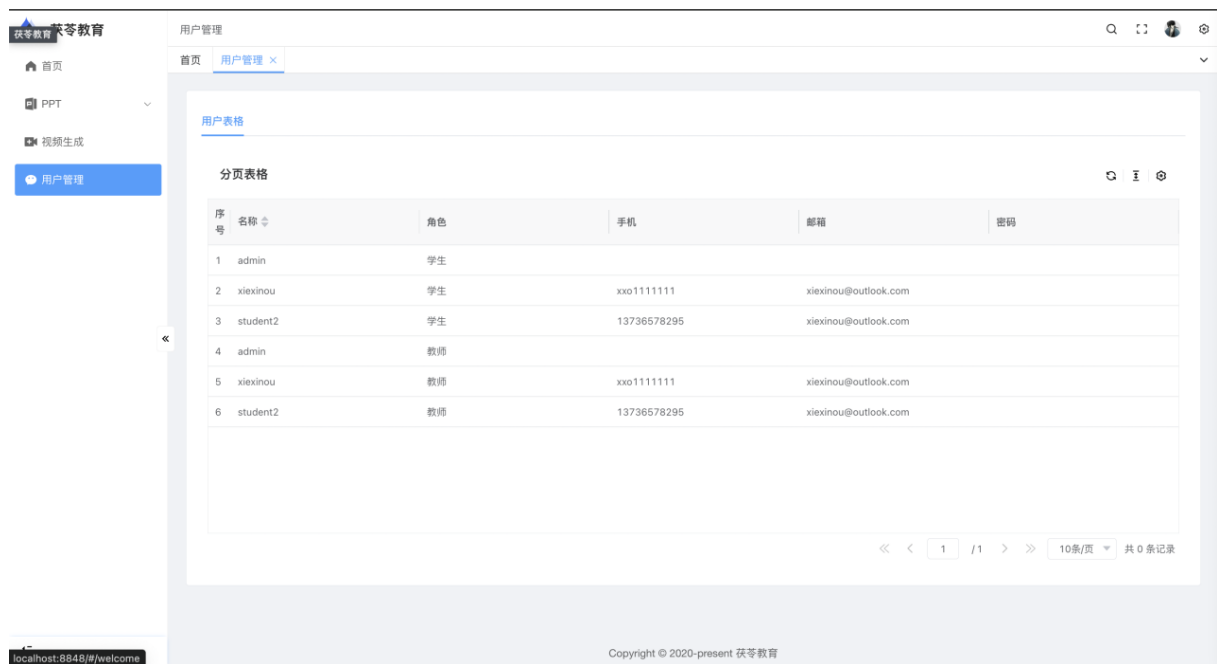 茯苓教育
茯苓教育
用户管理
首页
首页 用户管理 ×
PPT
视频生成
用户管理
用户表格
分页表格
序号 名称 角色 手机 邮箱 密码
1 admin 学生
2 xiexinou 学生 xxo1111111 xiexinou@outlook.com
3 student2 学生 13736578295 xiexinou@outlook.com
4 admin 教师
5 xiexinou 教师 xxo1111111 xiexinou@outlook.com
6 student2 教师 13736578295 xiexinou@outlook.com
1 / 1 10条/页 共 0 条记录
localhost:8848/#/welcome
Copyright © 2020-present 茯苓教育